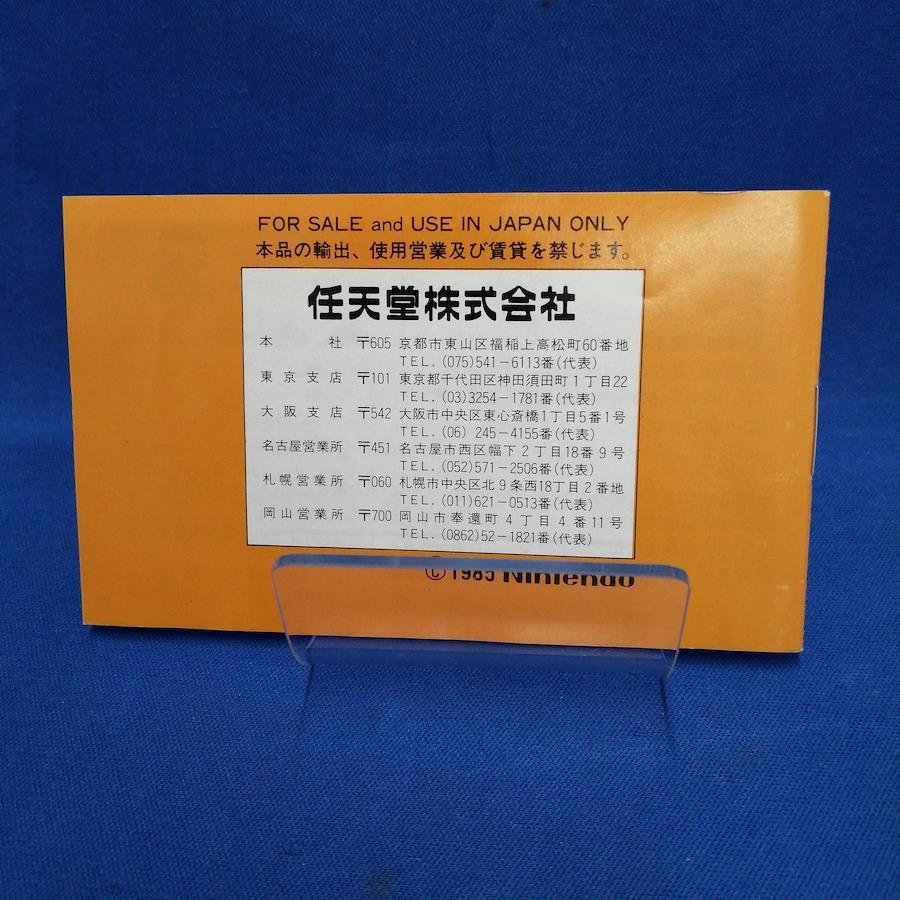 FOR SALE and USE IN JAPAN ONLY
本品の輸出、使用営業及び賃貸を禁じます。
任天堂株式会社
本社 〒605 京都市東山区福稲上高松町60番地
TEL.(075)541-6113番(代表)
東京支店 〒101 東京都千代田区神田須田町1丁目22
TEL.(03)3254-1781番(代表)
大阪支店 〒542 大阪市中央区東心斎橋1丁目5番1号
TEL.(06) 245-4155番(代表)
名古屋営業所 〒451 名古屋市西区幅下2丁目18番9号
TEL.(052)571-2506番(代表)
札幌営業所 〒060 札幌市中央区北9条西18丁目2番地
TEL.(011)621-0513番(代表)
岡山営業所 〒700 岡山市奉還町4丁目4番11号
TEL.(0862)52-1821番(代表)
©1985 Nintendo